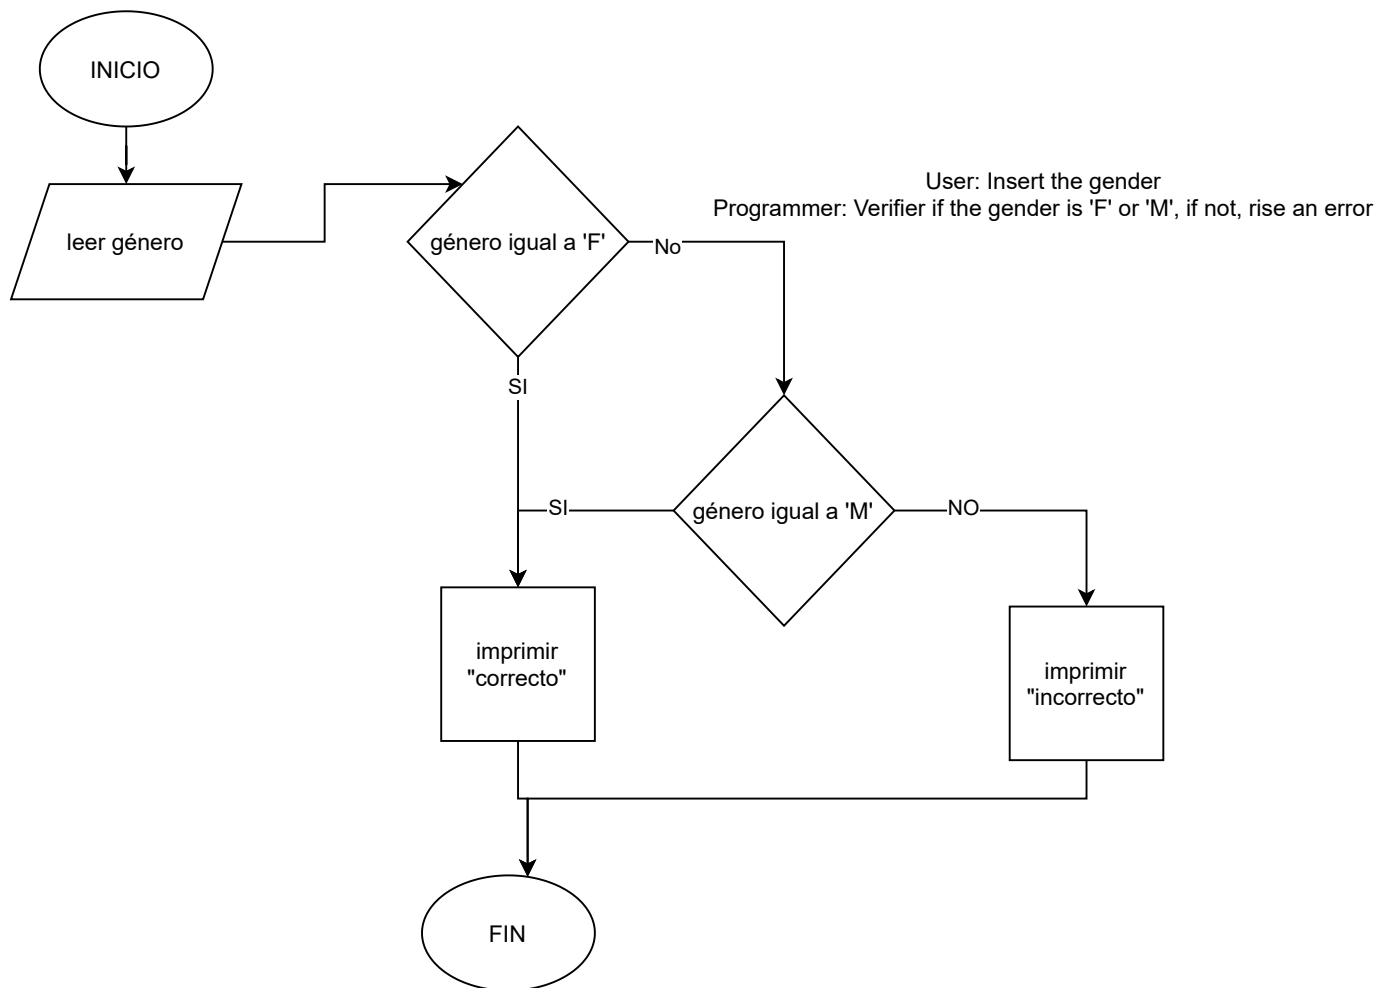 INICIO
leer género
género igual a 'F'
User: Insert the gender
Programmer: Verifier if the gender is 'F' or 'M', if not, rise an error
No
SI
SI
género igual a 'M'
NO
imprimir
"correcto"
imprimir
"incorrecto"
FIN